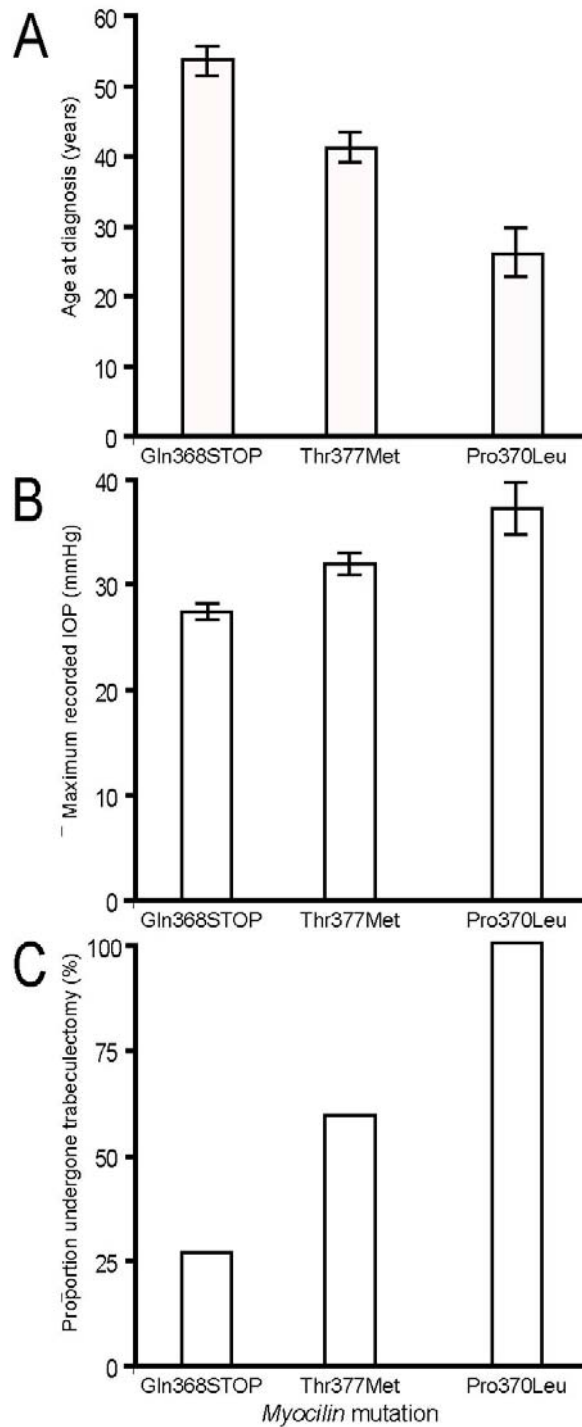 A
Age at diagnosis (years)
60
50
40
30
20
10
0
Gln368STOP Thr377Met Pro370Leu
B
Maximum recorded IOP (mmHg)
40
30
20
10
0
Gln368STOP Thr377Met Pro370Leu
C
Proportion undergone trabeculectomy (%)
100
75
50
25
0
Gln368STOP Thr377Met Pro370Leu
Myocilin mutation